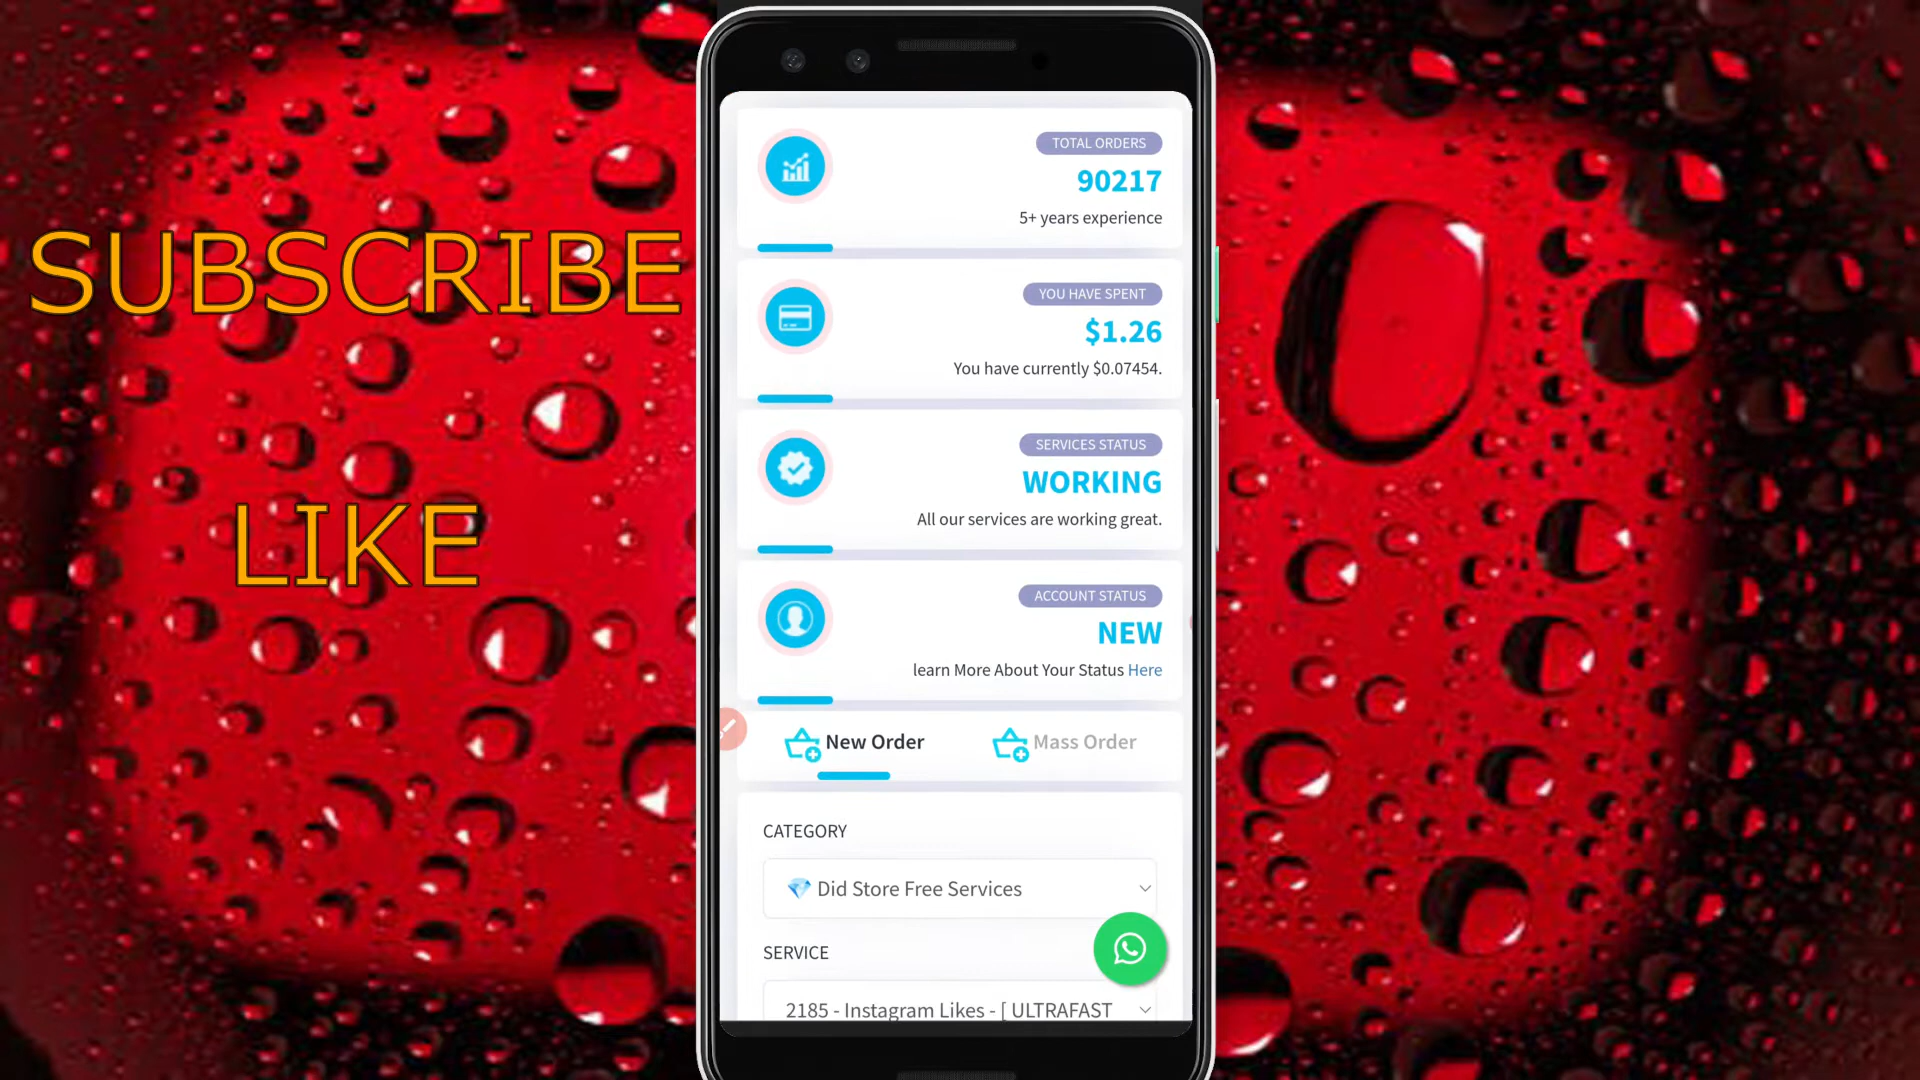 SUBSCRIBE
LIKE
TOTAL ORDERS
90217
5+ years experience
YOU HAVE SPENT
$1.26
You have currently $0.07454.
SERVICES STATUS
WORKING
All our services are working great.
ACCOUNT STATUS
NEW
learn More About Your Status Here
New Order
Mass Order
CATEGORY
Did Store Free Services
SERVICE
2185 - Instagram Likes - [ ULTRAFAST